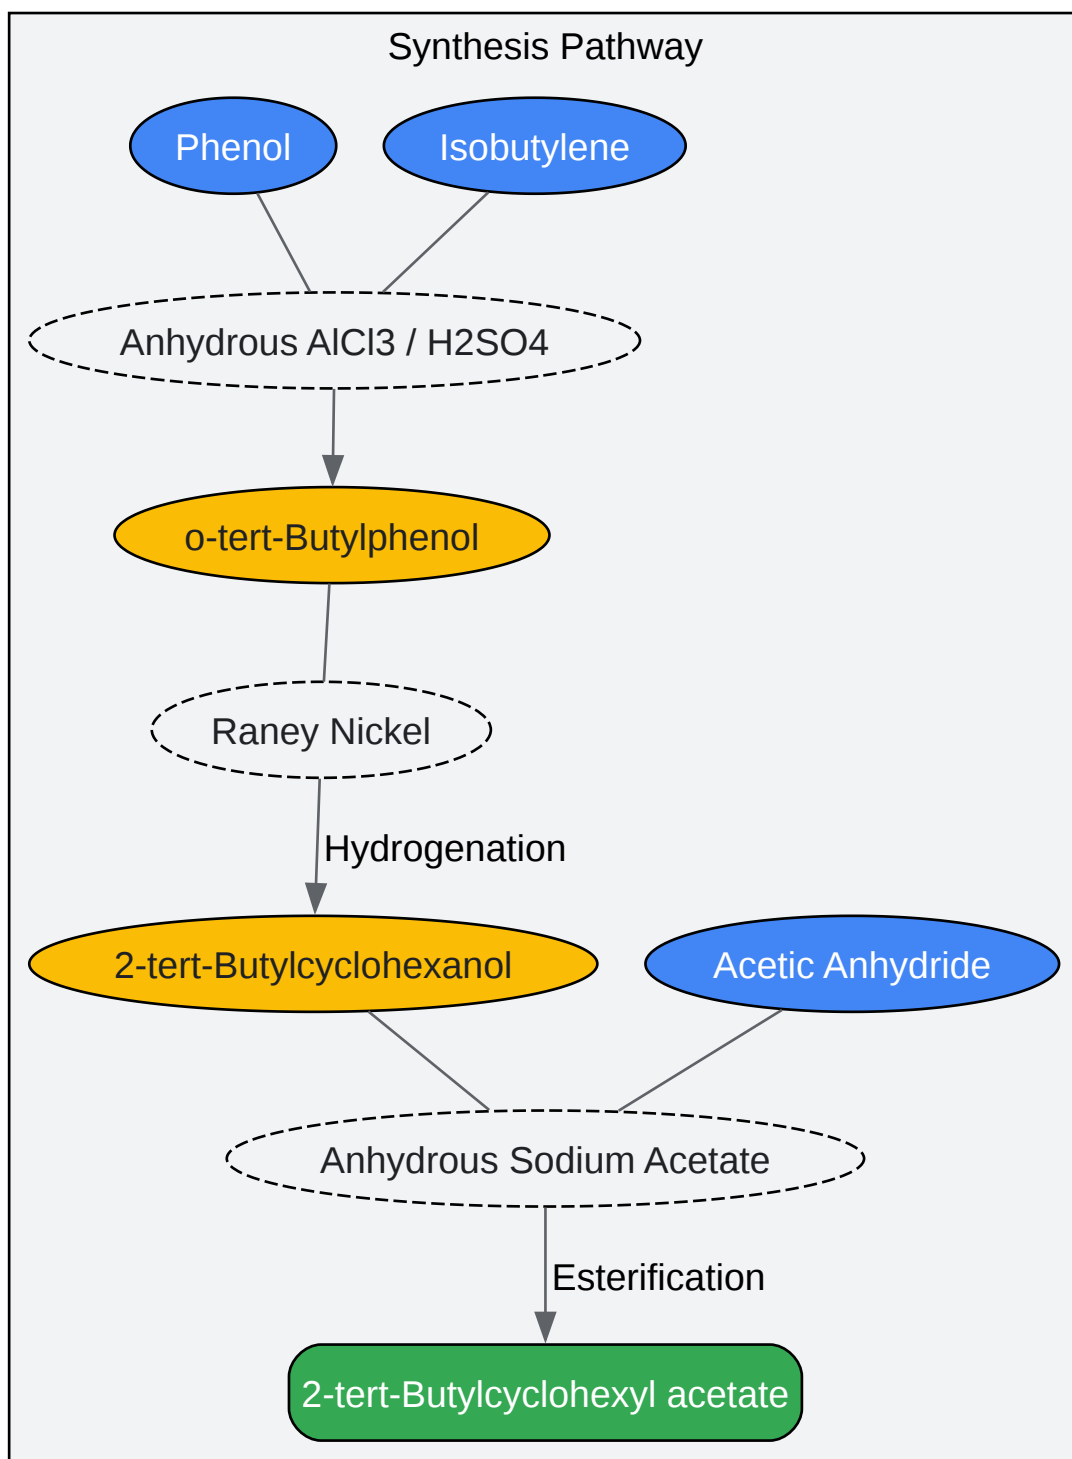 Synthesis Pathway
Phenol
Isobutylene
Anhydrous AlCl3 / H2SO4
o-tert-Butylphenol
Raney Nickel
Hydrogenation
2-tert-Butylcyclohexanol
Acetic Anhydride
Anhydrous Sodium Acetate
Esterification
2-tert-Butylcyclohexyl acetate